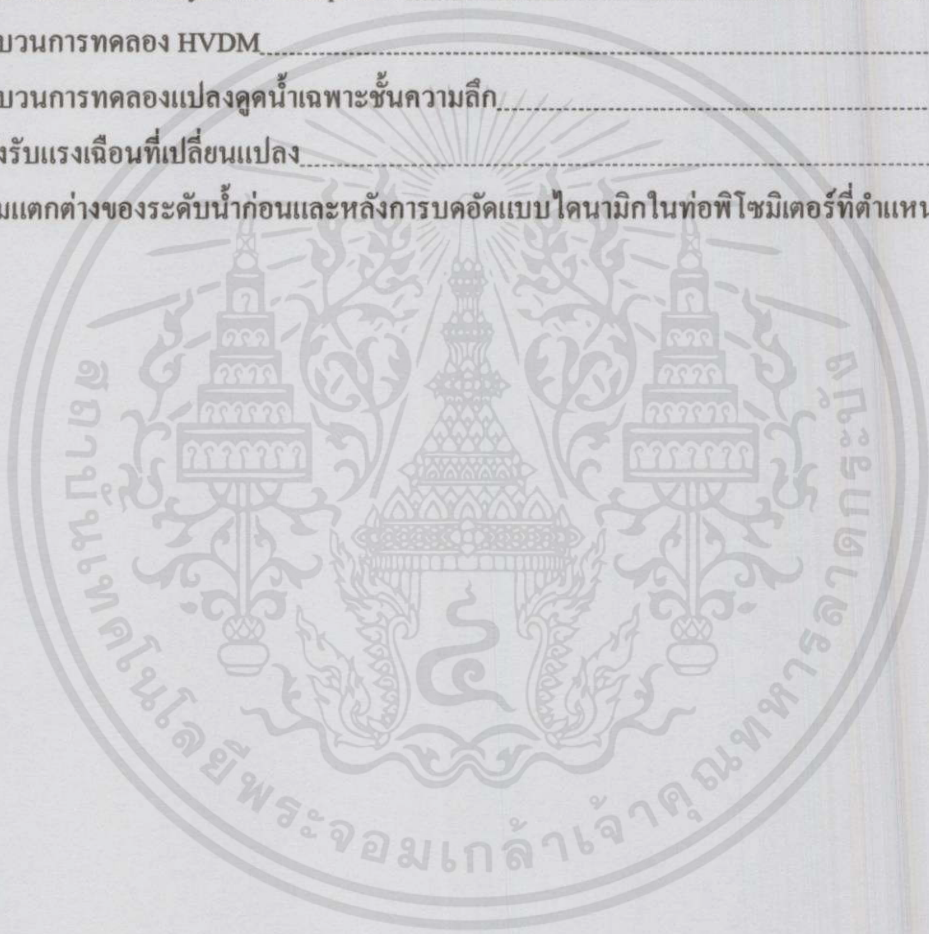 บวนการทดลอง HVDM
บวนการทดลองแปลงดูดน้ำเฉพาะชั้นความลึก
งรับแรงเฉือนที่เปลี่ยนแปลง
มแตกต่างของระดับน้ำก่อนและหลังการบดอัดแบบไดนามิกในท่อพิโซมิเตอร์ที่ตำแหน
สถาบันเทคโนโลยีพระจอมเกล้าเจ้าคุณทหารลาดกระบัง